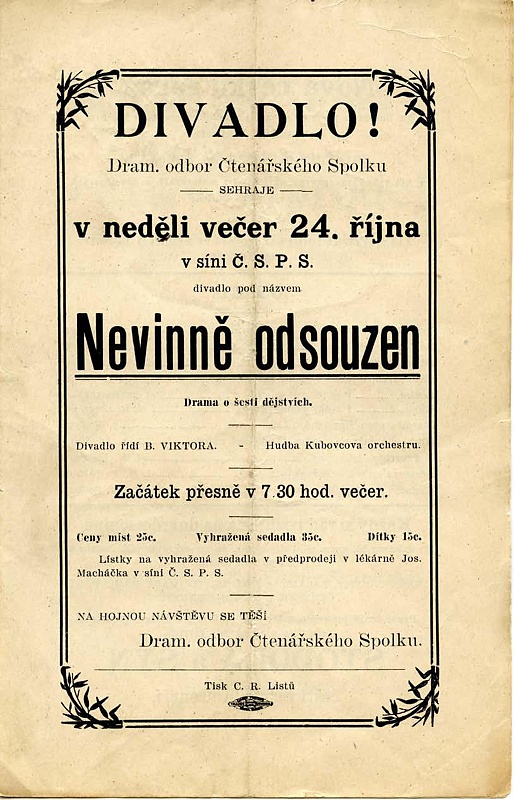 DIVADLO!
Dram. odbor Čtenářského Spolku
SEHRAJE
v neděli večer 24. října
v síni Č. S. P. S.
divadlo pod názvem
Nevinně odsouzen
Drama o šesti dějstvích.
Divadlo řídí B. VIKTORA. - Hudba Kubovcova orchestru.
Začátek přesně v 7.30 hod. večer.
Ceny míst 25c. Vyhražená sedadla 35c. Dítky 15c.
Lístky na vyhražená sedadla v předprodeji v lékárně Jos.
Macháčka v síni Č. S. P. S.
NA HOJNOU NÁVŠTĚVU SE TĚŠÍ
Dram. odbor Čtenářského Spolku.
Tisk C. R. Listů